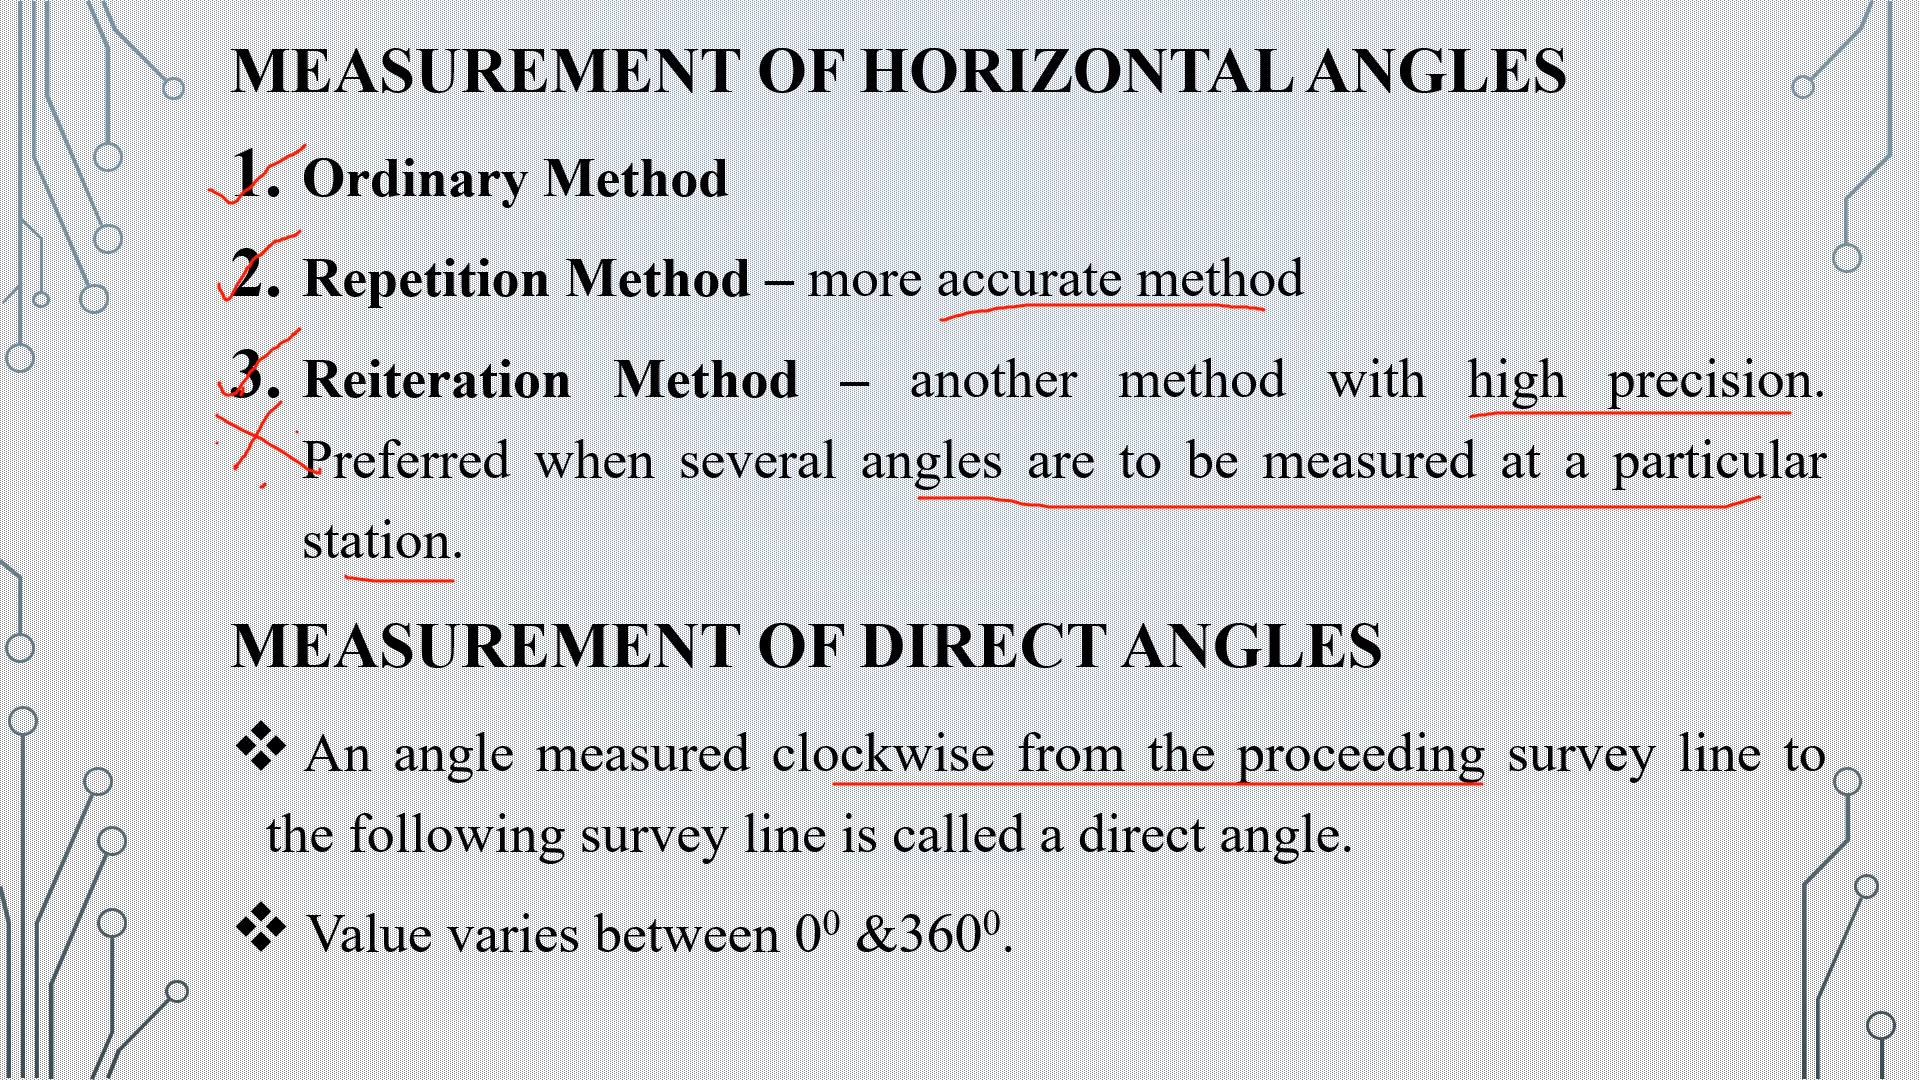 MEASUREMENT OF HORIZONTAL ANGLES
1. Ordinary Method
2. Repetition Method – more accurate method
3. Reiteration Method – another method with high precision.
Preferred when several angles are to be measured at a particular
station.
MEASUREMENT OF DIRECT ANGLES
❖ An angle measured clockwise from the proceeding survey line to
the following survey line is called a direct angle.
❖ Value varies between 0⁰ &360⁰.